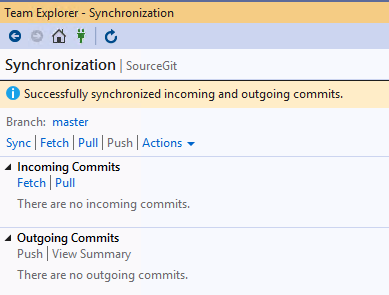 Team Explorer - Synchronization
Synchronization | SourceGit
Successfully synchronized incoming and outgoing commits.
Branch: master
Sync | Fetch | Pull | Push | Actions
Incoming Commits
Fetch | Pull
There are no incoming commits.
Outgoing Commits
Push | View Summary
There are no outgoing commits.